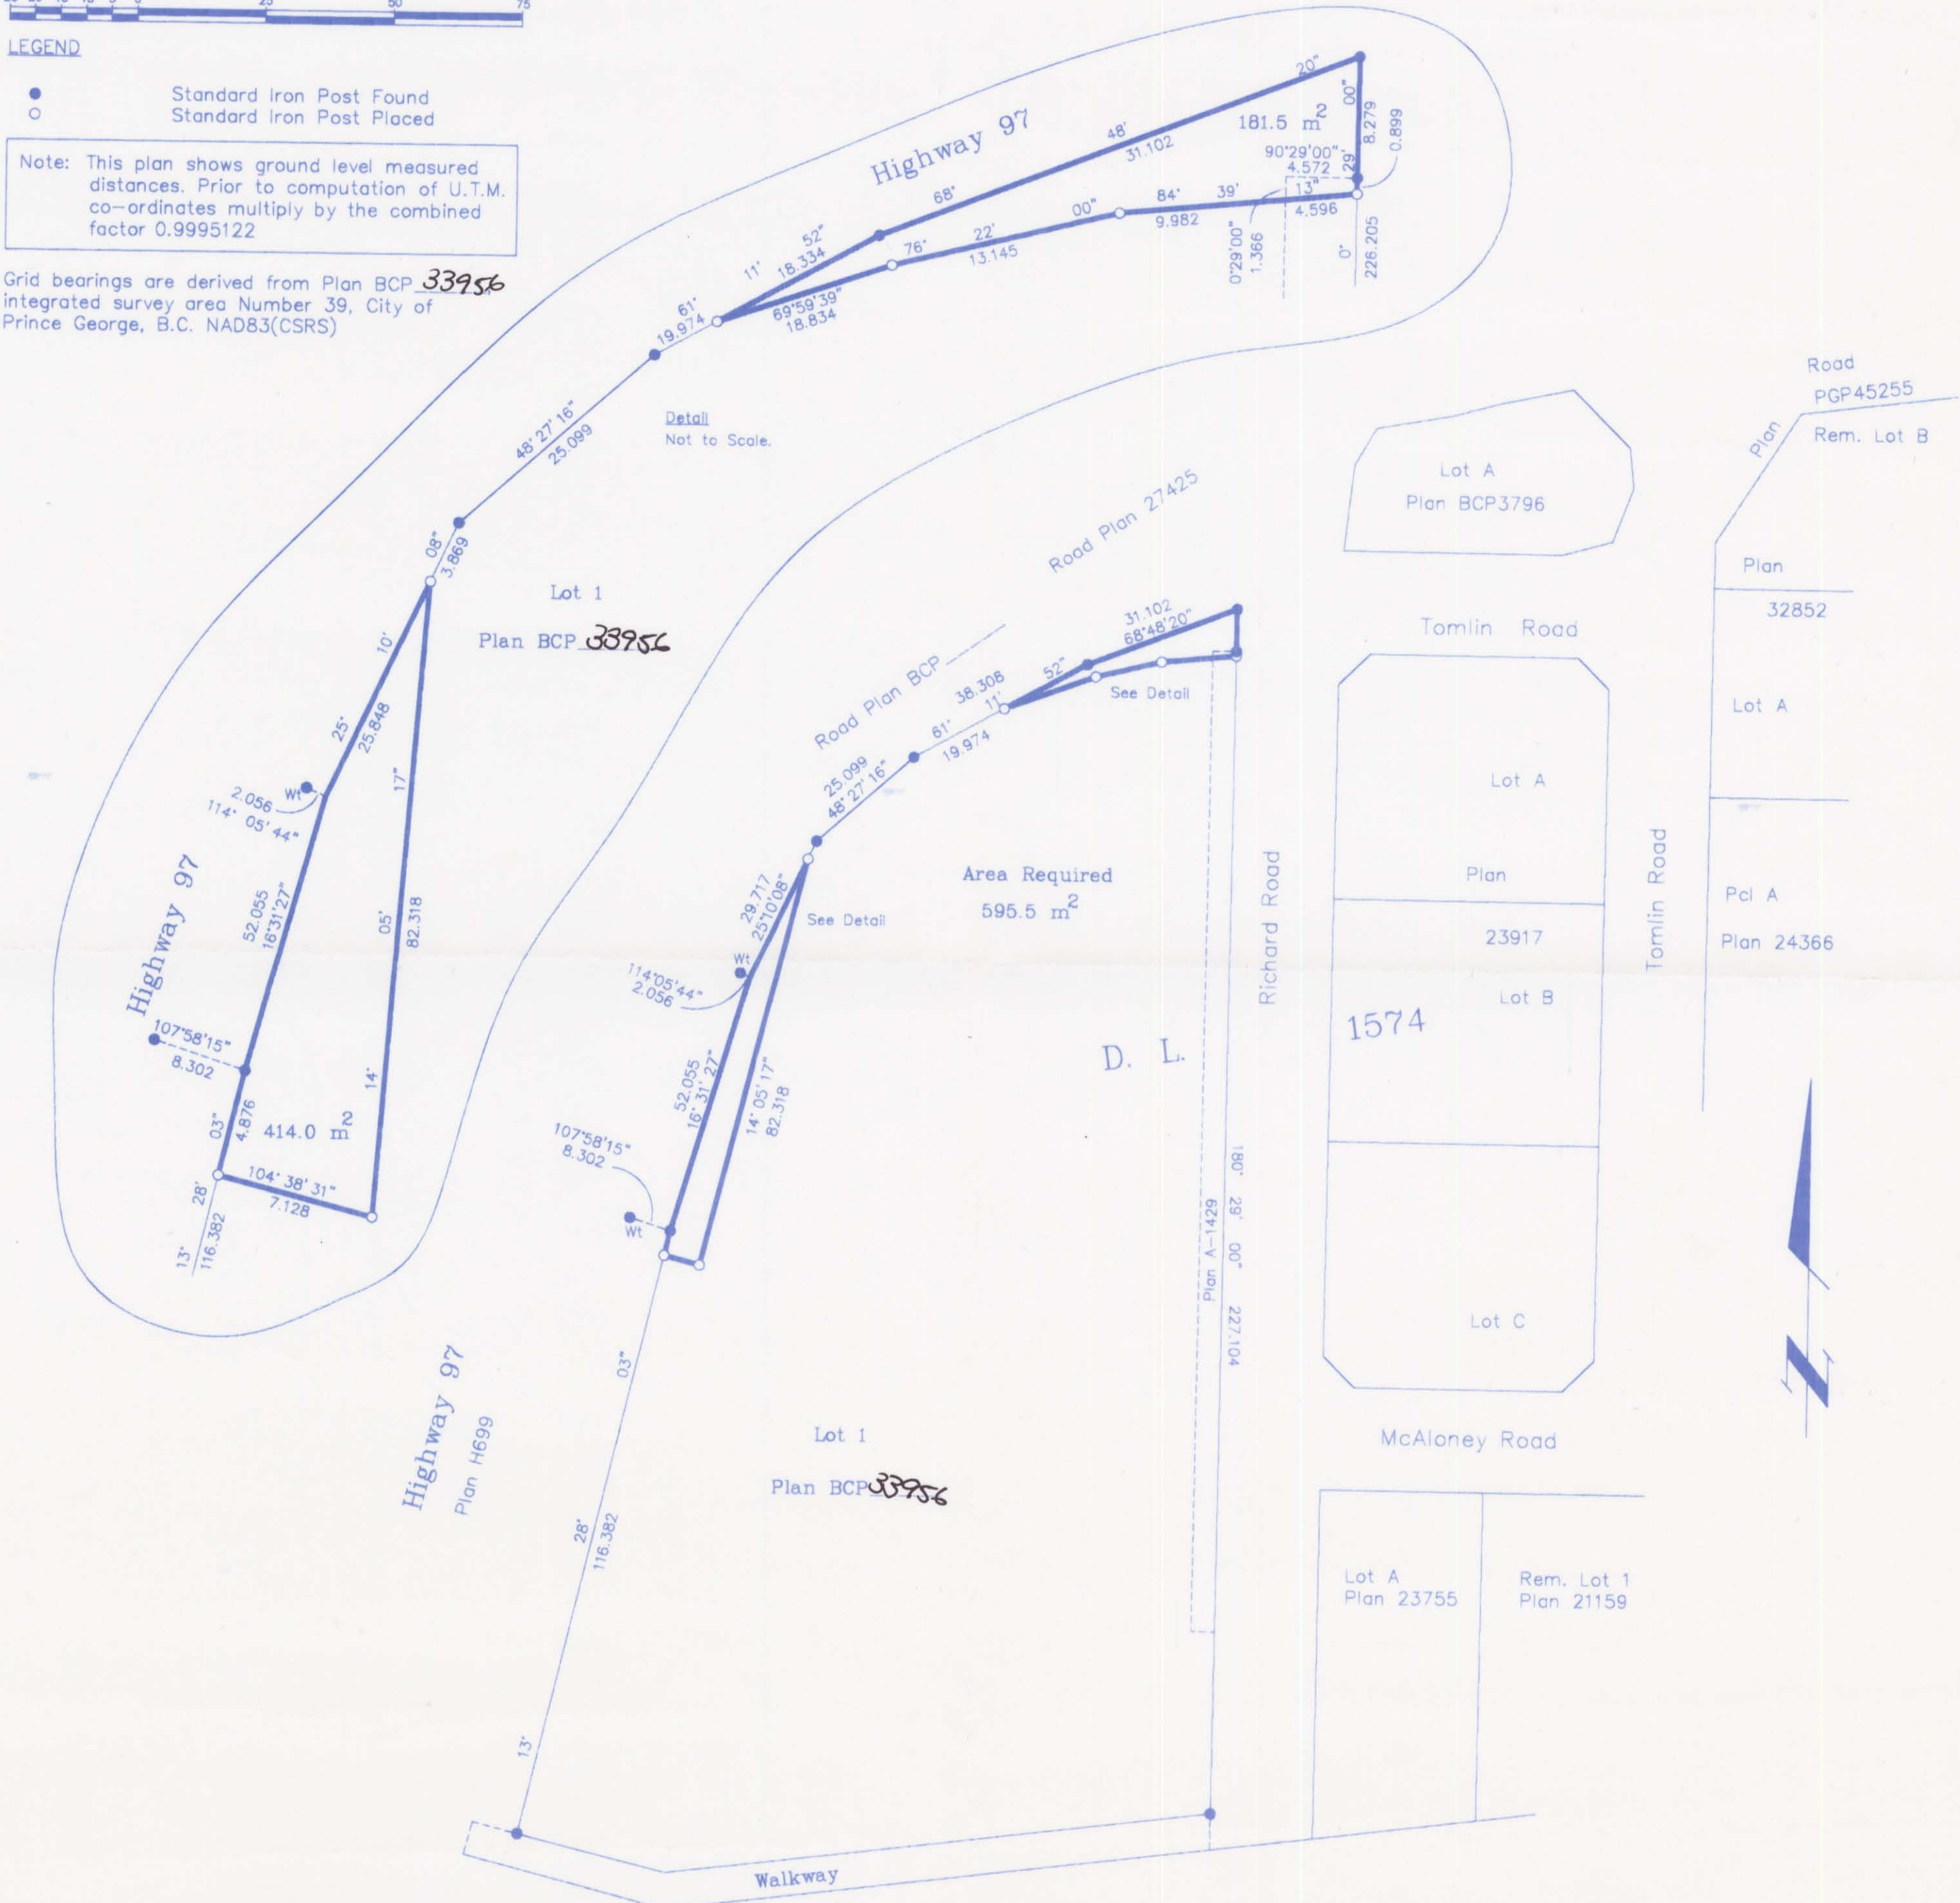 25 50 75
LEGEND
Standard Iron Post Found
Standard Iron Post Placed
Note: This plan shows ground level measured
distances. Prior to computation of U.T.M.
co-ordinates multiply by the combined
factor 0.9995122
Grid bearings are derived from Plan BCP 33956
integrated survey area Number 39, City of
Prince George, B.C. NAD83(CSRS)
Highway 97
20"
48'
31.102
68°
181.5 m²
00"
8.279
0.899
90°29'00"
4.572
29'
13"
4.596
84° 39'
9.982
00"
22'
13.145
76°
0°29'00"
1.366
0°
226.205
52"
11'
18.334
61°
19.974
69°59'39"
18.834
48°27'16"
25.099
Detail
Not to Scale.
08"
3.869
Lot 1
Plan BCP 33956
10'
25°
25.848
17"
05'
82.318
14°
2.056
Wt
114° 05' 44"
Highway 97
52.055
16°31'27"
107°58'15"
8.302
03"
4.876
414.0 m²
104° 38' 31"
7.128
28'
116.382
13°
Road Plan 27425
Road Plan BCP
31.102
68°48'20"
52"
38.308
11'
61°
19.974
See Detail
25.099
48° 27' 16"
29.717
25°10'08"
See Detail
Wt
114°05'44"
2.056
52.055
16° 31' 27"
14° 05' 17"
82.318
107°58'15"
8.302
Wt
Area Required
595.5 m²
D. L. 1574
Plan A-1429
180° 29' 00" 227.104
Richard Road
03"
28'
116.382
13°
Highway 97
Plan H699
Lot 1
Plan BCP 33956
Walkway
Lot A
Plan BCP3796
Tomlin Road
Lot A
Plan
23917
Lot B
Lot C
Tomlin Road
McAloney Road
Lot A
Plan 23755
Rem. Lot 1
Plan 21159
Road
PGP45255
Plan
Rem. Lot B
Plan
32852
Lot A
Pcl A
Plan 24366
N